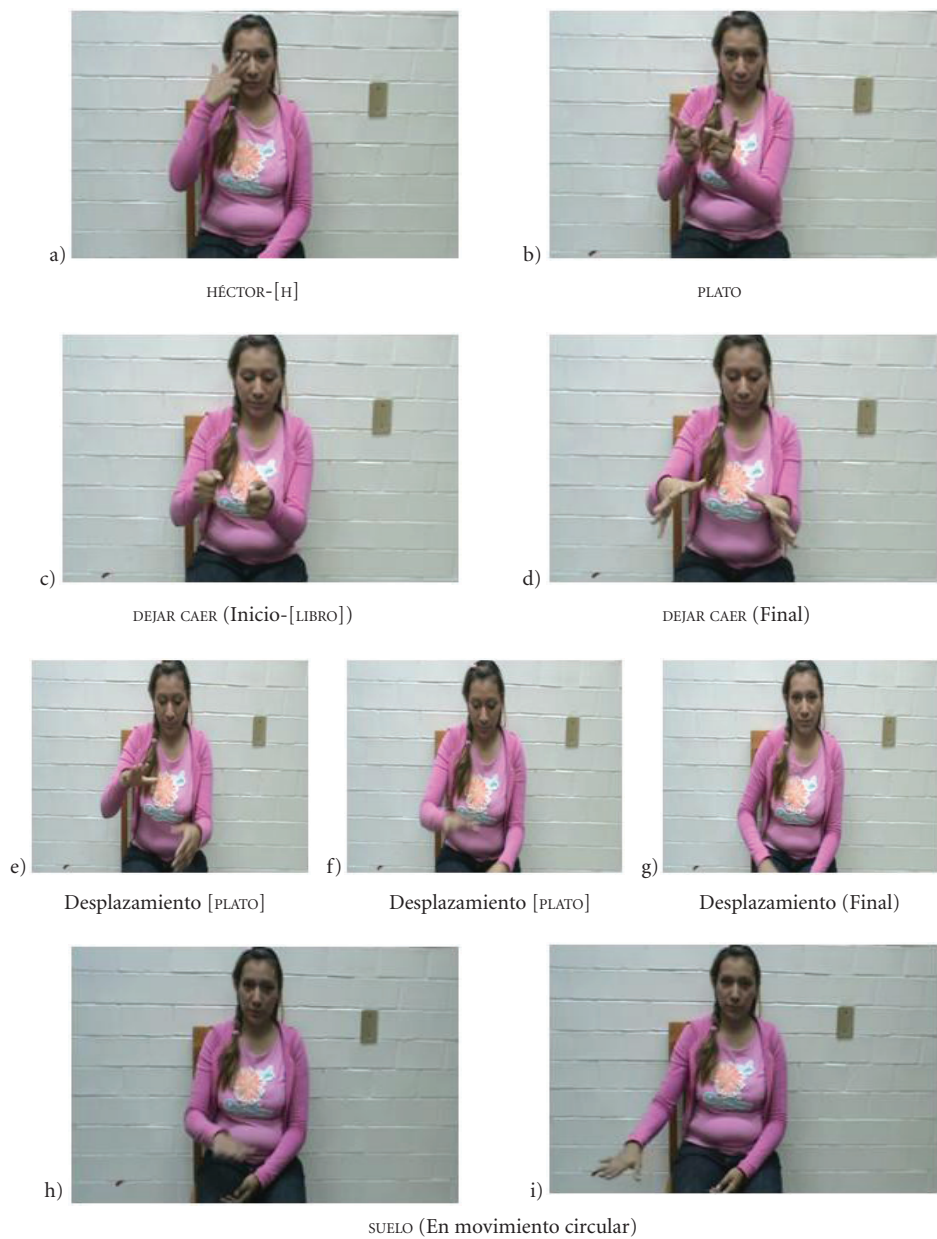 a)
b)
HÉCTOR-[H]
PLATO
c)
d)
DEJAR CAER (Inicio-[LIBRO])
DEJAR CAER (Final)
e)
f)
g)
Desplazamiento [PLATO]
Desplazamiento [PLATO]
Desplazamiento (Final)
h)
i)
SUELO (En movimiento circular)